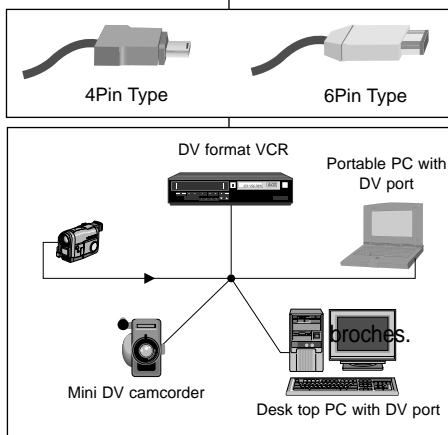 4Pin Type
6Pin Type
DV format VCR
Portable PC with
DV port
broches.
Mini DV camcorder
Desk top PC with DV port